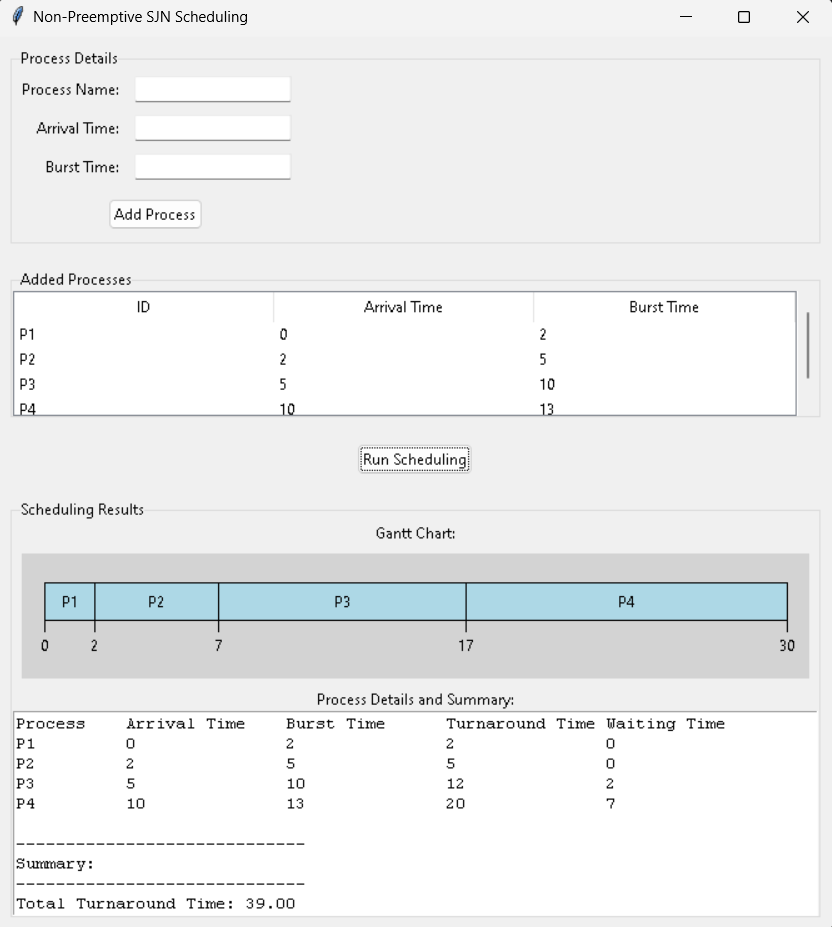 Non-Preemptive SJN Scheduling
Process Details
Process Name:
Arrival Time:
Burst Time:
Add Process
Added Processes
ID Arrival Time Burst Time
P1 0 2
P2 2 5
P3 5 10
P4 10 13
Run Scheduling
Scheduling Results
Gantt Chart:
P1 P2 P3 P4
0 2 7 17 30
Process Details and Summary:
Process Arrival Time Burst Time Turnaround Time Waiting Time
P1 0 2 2 0
P2 2 5 5 0
P3 5 10 12 2
P4 10 13 20 7
-----------------------------
Summary:
-----------------------------
Total Turnaround Time: 39.00